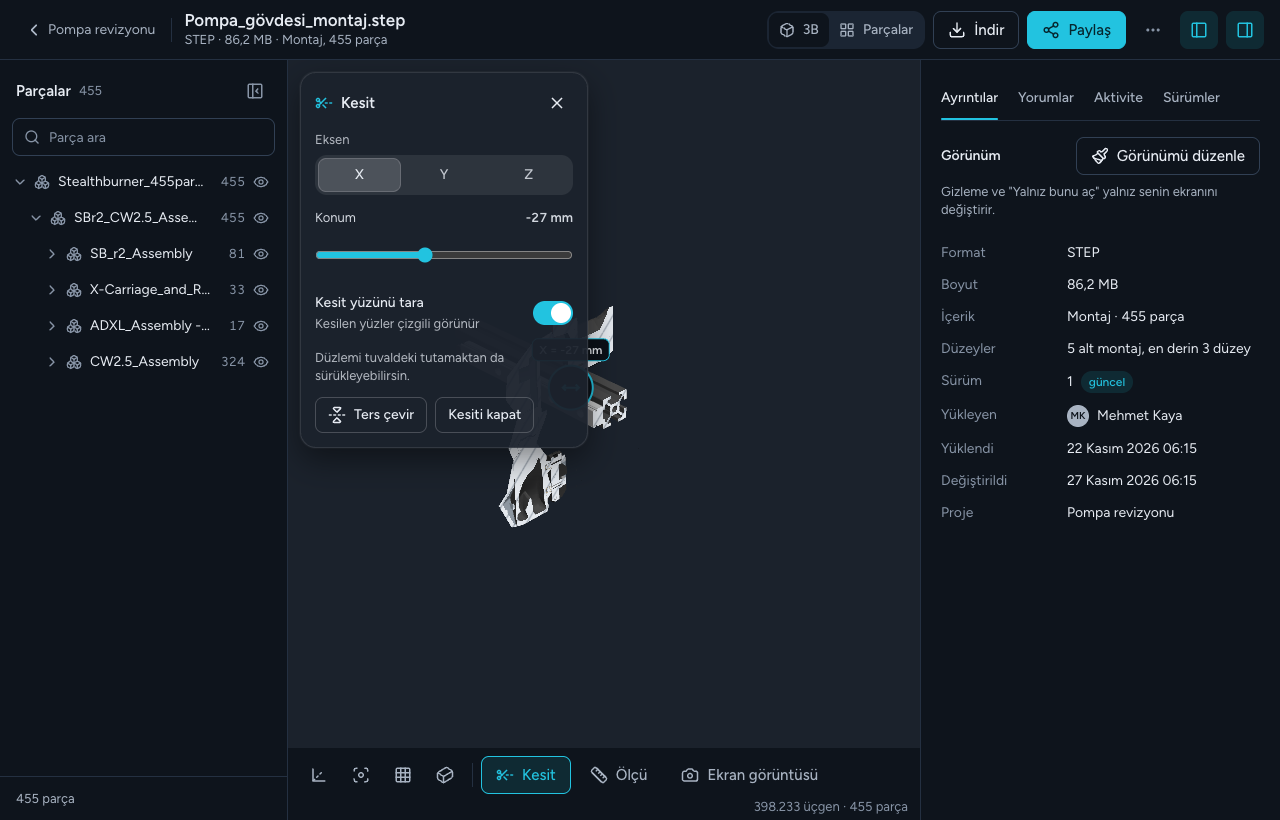 Pompa revizyonu
Pompa_gövdesi_montaj.step
STEP · 86,2 MB · Montaj, 455 parça
3B
Parçalar
İndir
Paylaş
Parçalar 455
Parça ara
Stealthburner_455par... 455
SBr2_CW2.5_Asse... 455
SB_r2_Assembly 81
X-Carriage_and_R... 33
ADXL_Assembly -... 17
CW2.5_Assembly 324
455 parça
Kesit
Eksen
X Y Z
Konum -27 mm
Kesit yüzünü tara
Kesilen yüzler çizgili görünür
X = -27 mm
Düzlemi tuvaldeki tutamaktan da
sürükleyebilirsin.
Ters çevir
Kesiti kapat
Kesit
Ölçü
Ekran görüntüsü
398.233 üçgen · 455 parça
Ayrıntılar Yorumlar Aktivite Sürümler
Görünüm
Görünümü düzenle
Gizleme ve "Yalnız bunu aç" yalnız senin ekranını
değiştirir.
Format STEP
Boyut 86,2 MB
İçerik Montaj · 455 parça
Düzeyler 5 alt montaj, en derin 3 düzey
Sürüm 1 güncel
Yükleyen MK Mehmet Kaya
Yüklendi 22 Kasım 2026 06:15
Değiştirildi 27 Kasım 2026 06:15
Proje Pompa revizyonu